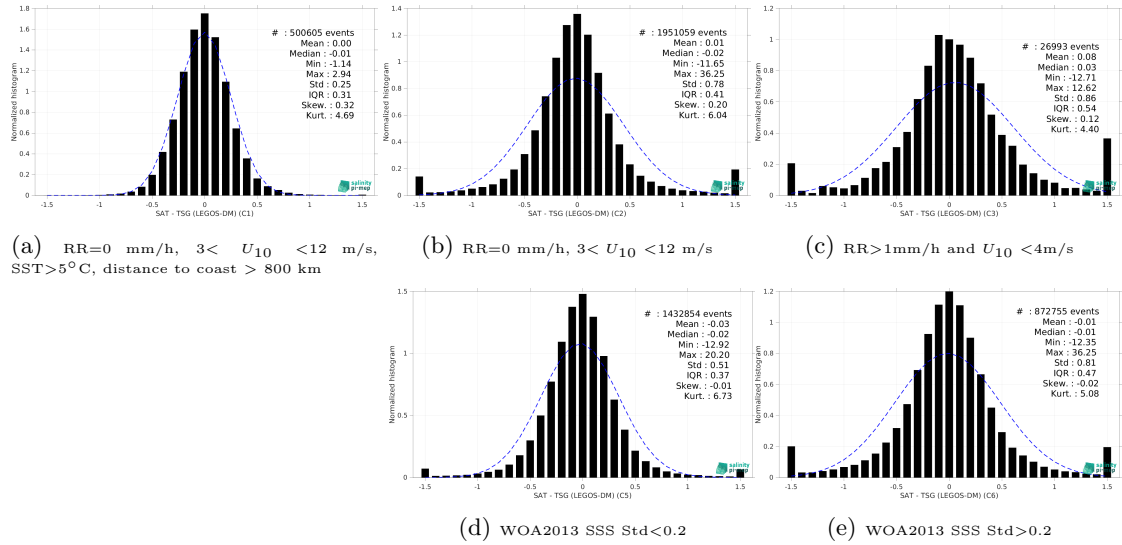 1.8
1.6
1.4
1.2
1
0.8
0.6
0.4
0.2
0
Normalized histogram
# : 500605 events
Mean : 0.00
Median : -0.01
Min : -1.14
Max : 2.94
Std : 0.25
IQR : 0.31
Skew. : 0.32
Kurt. : 4.69
salinity
pi-mep
-1.5 -1 -0.5 0 0.5 1 1.5
SAT - TSG (LEGOS-DM) (C1)
(a) RR=0 mm/h, 3< U10 <12 m/s,
SST>5°C, distance to coast > 800 km
1.4
1.2
1
0.8
0.6
0.4
0.2
0
Normalized histogram
# : 1951059 events
Mean : 0.01
Median : -0.02
Min : -11.65
Max : 36.25
Std : 0.78
IQR : 0.41
Skew. : 0.20
Kurt. : 6.04
salinity
pi-mep
-1.5 -1 -0.5 0 0.5 1 1.5
SAT - TSG (LEGOS-DM) (C2)
(b) RR=0 mm/h, 3< U10 <12 m/s
1.2
1
0.8
0.6
0.4
0.2
0
Normalized histogram
# : 26993 events
Mean : 0.08
Median : 0.03
Min : -12.71
Max : 12.62
Std : 0.86
IQR : 0.54
Skew. : 0.12
Kurt. : 4.40
salinity
pi-mep
-1.5 -1 -0.5 0 0.5 1 1.5
SAT - TSG (LEGOS-DM) (C3)
(c) RR>1mm/h and U10 <4m/s
1.5
1
0.5
0
Normalized histogram
# : 1432854 events
Mean : -0.03
Median : -0.02
Min : -12.92
Max : 20.20
Std : 0.51
IQR : 0.37
Skew. : -0.01
Kurt. : 6.73
salinity
pi-mep
-1.5 -1 -0.5 0 0.5 1 1.5
SAT - TSG (LEGOS-DM) (C5)
(d) WOA2013 SSS Std<0.2
1.2
1
0.8
0.6
0.4
0.2
0
Normalized histogram
# : 872755 events
Mean : -0.01
Median : -0.01
Min : -12.35
Max : 36.25
Std : 0.81
IQR : 0.47
Skew. : -0.02
Kurt. : 5.08
salinity
pi-mep
-1.5 -1 -0.5 0 0.5 1 1.5
SAT - TSG (LEGOS-DM) (C6)
(e) WOA2013 SSS Std>0.2